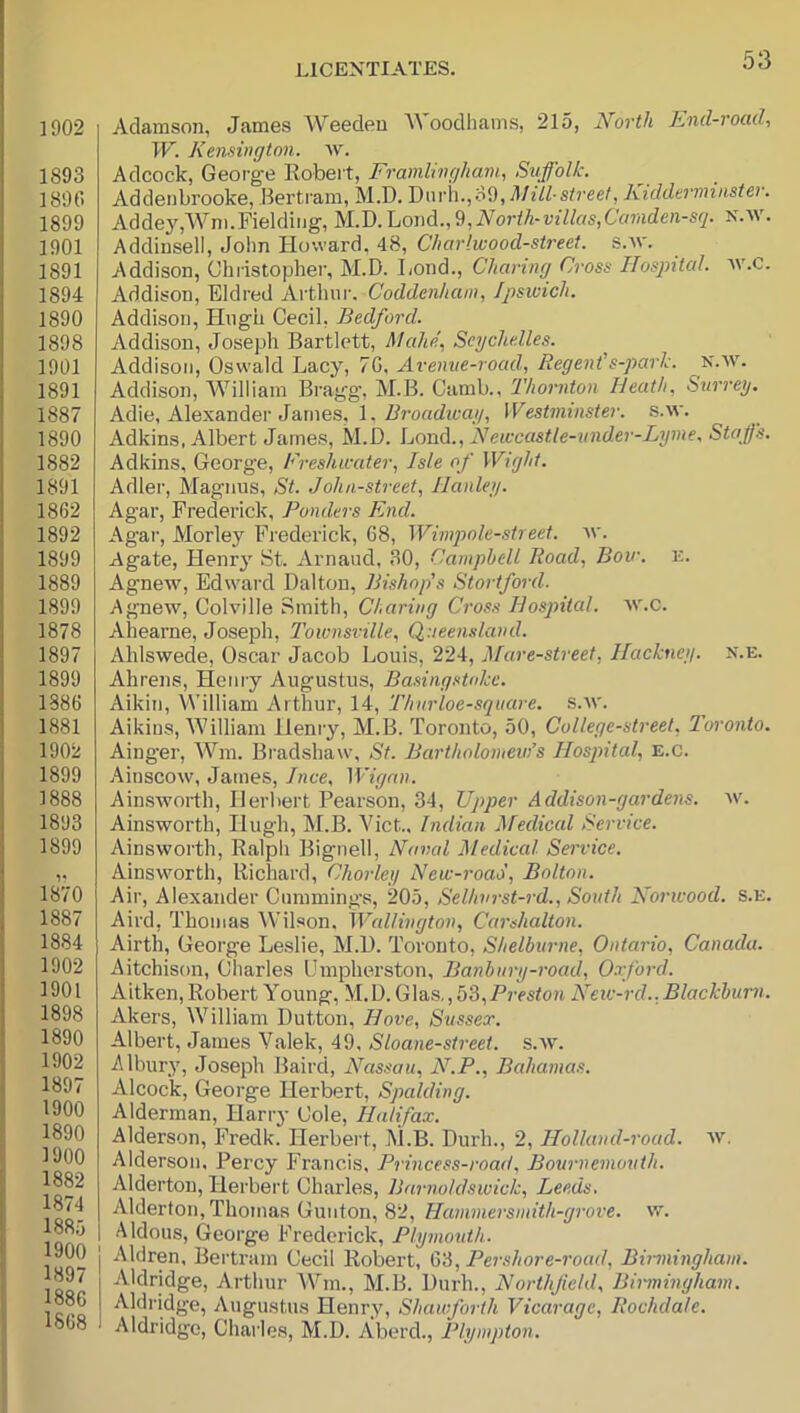 LICENTIATES.
53
1902 Adamson, James Weeden Woodhams, 215, North End-road,
W. Kensington. W.
1893 Adcock, George Robert, Framlingham, Suffolk.
1896 Addenbrooke, Bertram, M.D. Durh., 39, Mill-street, Kidderminster.
1899 Addey, Wm. Fielding, M.D. Lond., 9, North-villas, Camden-sq. N.W.
1901 Addinsell, John Howard, 48, Charlwood-street. S.W.
1891 Addison, Christopher, M.D. Lond., Charing Cross Hospital. W.C.
1894 Addison, Eldred Arthur, Coddenham, Ipswich.
1890 Addison, Hugh Cecil, Bedford.
1898 Addison, Joseph Bartlett, Mahé, Seychelles.
1901 Addison, Oswald Lacy, 76, Avenue-road, Regent's-park. N.W.
1891 Addison, William Bragg, M.B. Camb., Thornton Heath, Surrey.
1887 Adie, Alexander James, 1, Broadway, Westminster. S.W.
1890 Adkins, Albert James, M.D. Lond., Newcastle-under-Lyme, Staffs.
1882 Adkins, George, Freshwater, Isle of Wight.
1891 Adler, Magnus, St. John-street, Hanley.
1862 Agar, Frederick, Ponders End.
1892 Agar, Morley Frederick, 68, Wimpole-street. W.
1899 Agate, Henry St. Arnaud, 30, Campbell Road, Bow. E.
1889 Agnew, Edward Dalton, Bishop's Stortford.
1899 Agnew, Colville Smith, Charing Cross Hospital. W.C.
1878 Ahearne, Joseph, Townsville, Queensland.
1897 Ahlswede, Oscar Jacob Louis, 224, Mare-street, Hackney. N.E.
1899 Ahrens, Henry Augustus, Basingstoke.
1886 Aikin, William Arthur, 14, Thurloe-square. S.W.
1881 Aikins, William Henry, M.B. Toronto, 50, College-street, Toronto.
1902 Ainger, Wm. Bradshaw, St. Bartholomew's Hospital, E.C.
1899 Ainscow, James, Ince, Wigan.
1888 Ainsworth, Herbert Pearson, 34, Upper Addison-gardens. W.
1893 Ainsworth, Hugh, M.B. Vict., Indian Medical Service.
1899 Ainsworth, Ralph Bignell, Naval Medical Service.
,, Ainsworth, Richard, Chorley New-road, Bolton.
1870 Air, Alexander Cummings, 205, Selhurst-rd., South Norwood. S.E.
1887 Aird, Thomas Wilson, Wallington, Carshalton.
1884 Airth, George Leslie, M.D. Toronto, Shelburne, Ontario, Canada.
1902 Aitchison, Charles Umpherston, Banbury-road, Oxford.
1901 Aitken, Robert Young, M.D. Glas., 53, Preston New-rd., Blackburn.
1898 Akers, William Dutton, Hove, Sussex.
1890 Albert, James Valek, 49, Sloane-street. S.W.
1902 Albury, Joseph Baird, Nassau, N.P., Bahamas.
1897 Alcock, George Herbert, Spalding.
1900 Alderman, Harry Cole, Halifax.
1890 Alderson, Fredk. Herbert, M.B. Durh., 2, Holland-road. W.
1900 Alderson, Percy Francis, Princess-road, Bournemouth.
1882 Alderton, Herbert Charles, Barnoldswick, Leeds.
1874 Alderton, Thomas Gunton, 82, Hammersmith-grove. W.
1885 Aldous, George Frederick, Plymouth.
1900 Aldren, Bertram Cecil Robert, 63, Pershore-road, Birmingham.
1897 Aldridge, Arthur Wm., M.B. Durh., Northfield, Birmingham.
1886 Aldridge, Augustus Henry, Shawforth Vicarage, Rochdale.
1868 Aldridge, Charles, M.D. Aberd., Plympton.